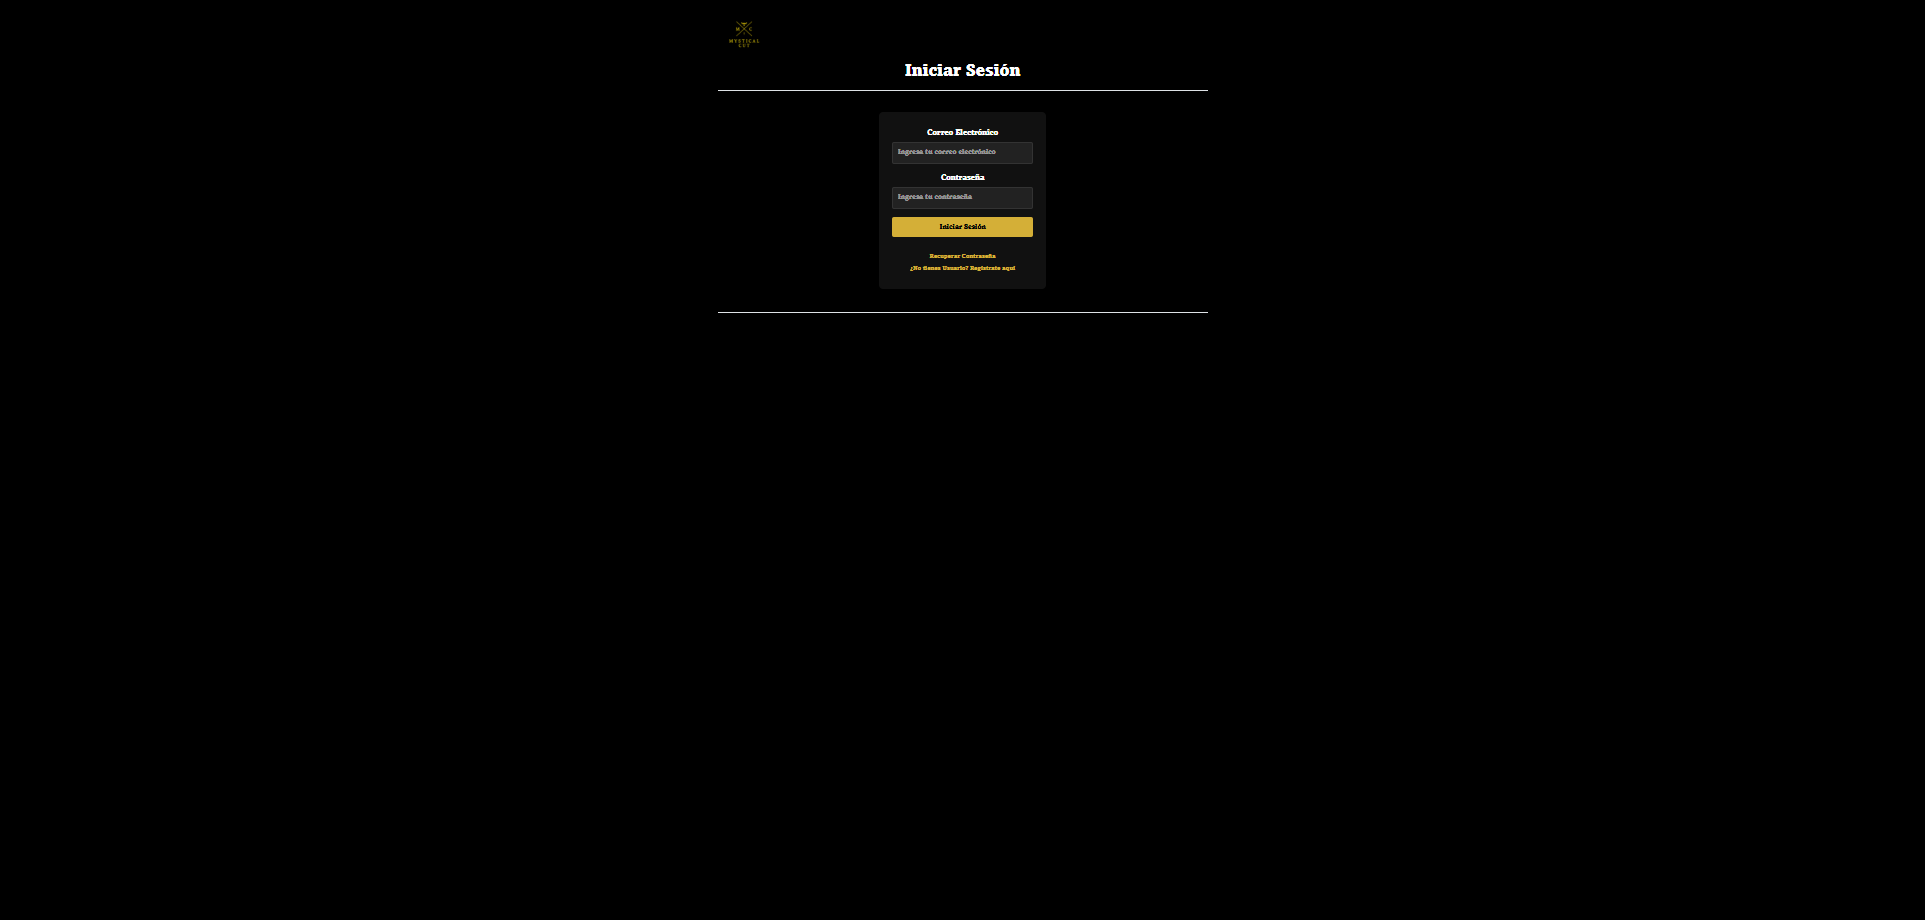 M C
MYSTICAL
CUT
Iniciar Sesión
Correo Electrónico
Ingresa tu correo electrónico
Contraseña
Ingresa tu contraseña
Iniciar Sesión
Recuperar Contraseña
¿No tienes Usuario? Registrate aquí